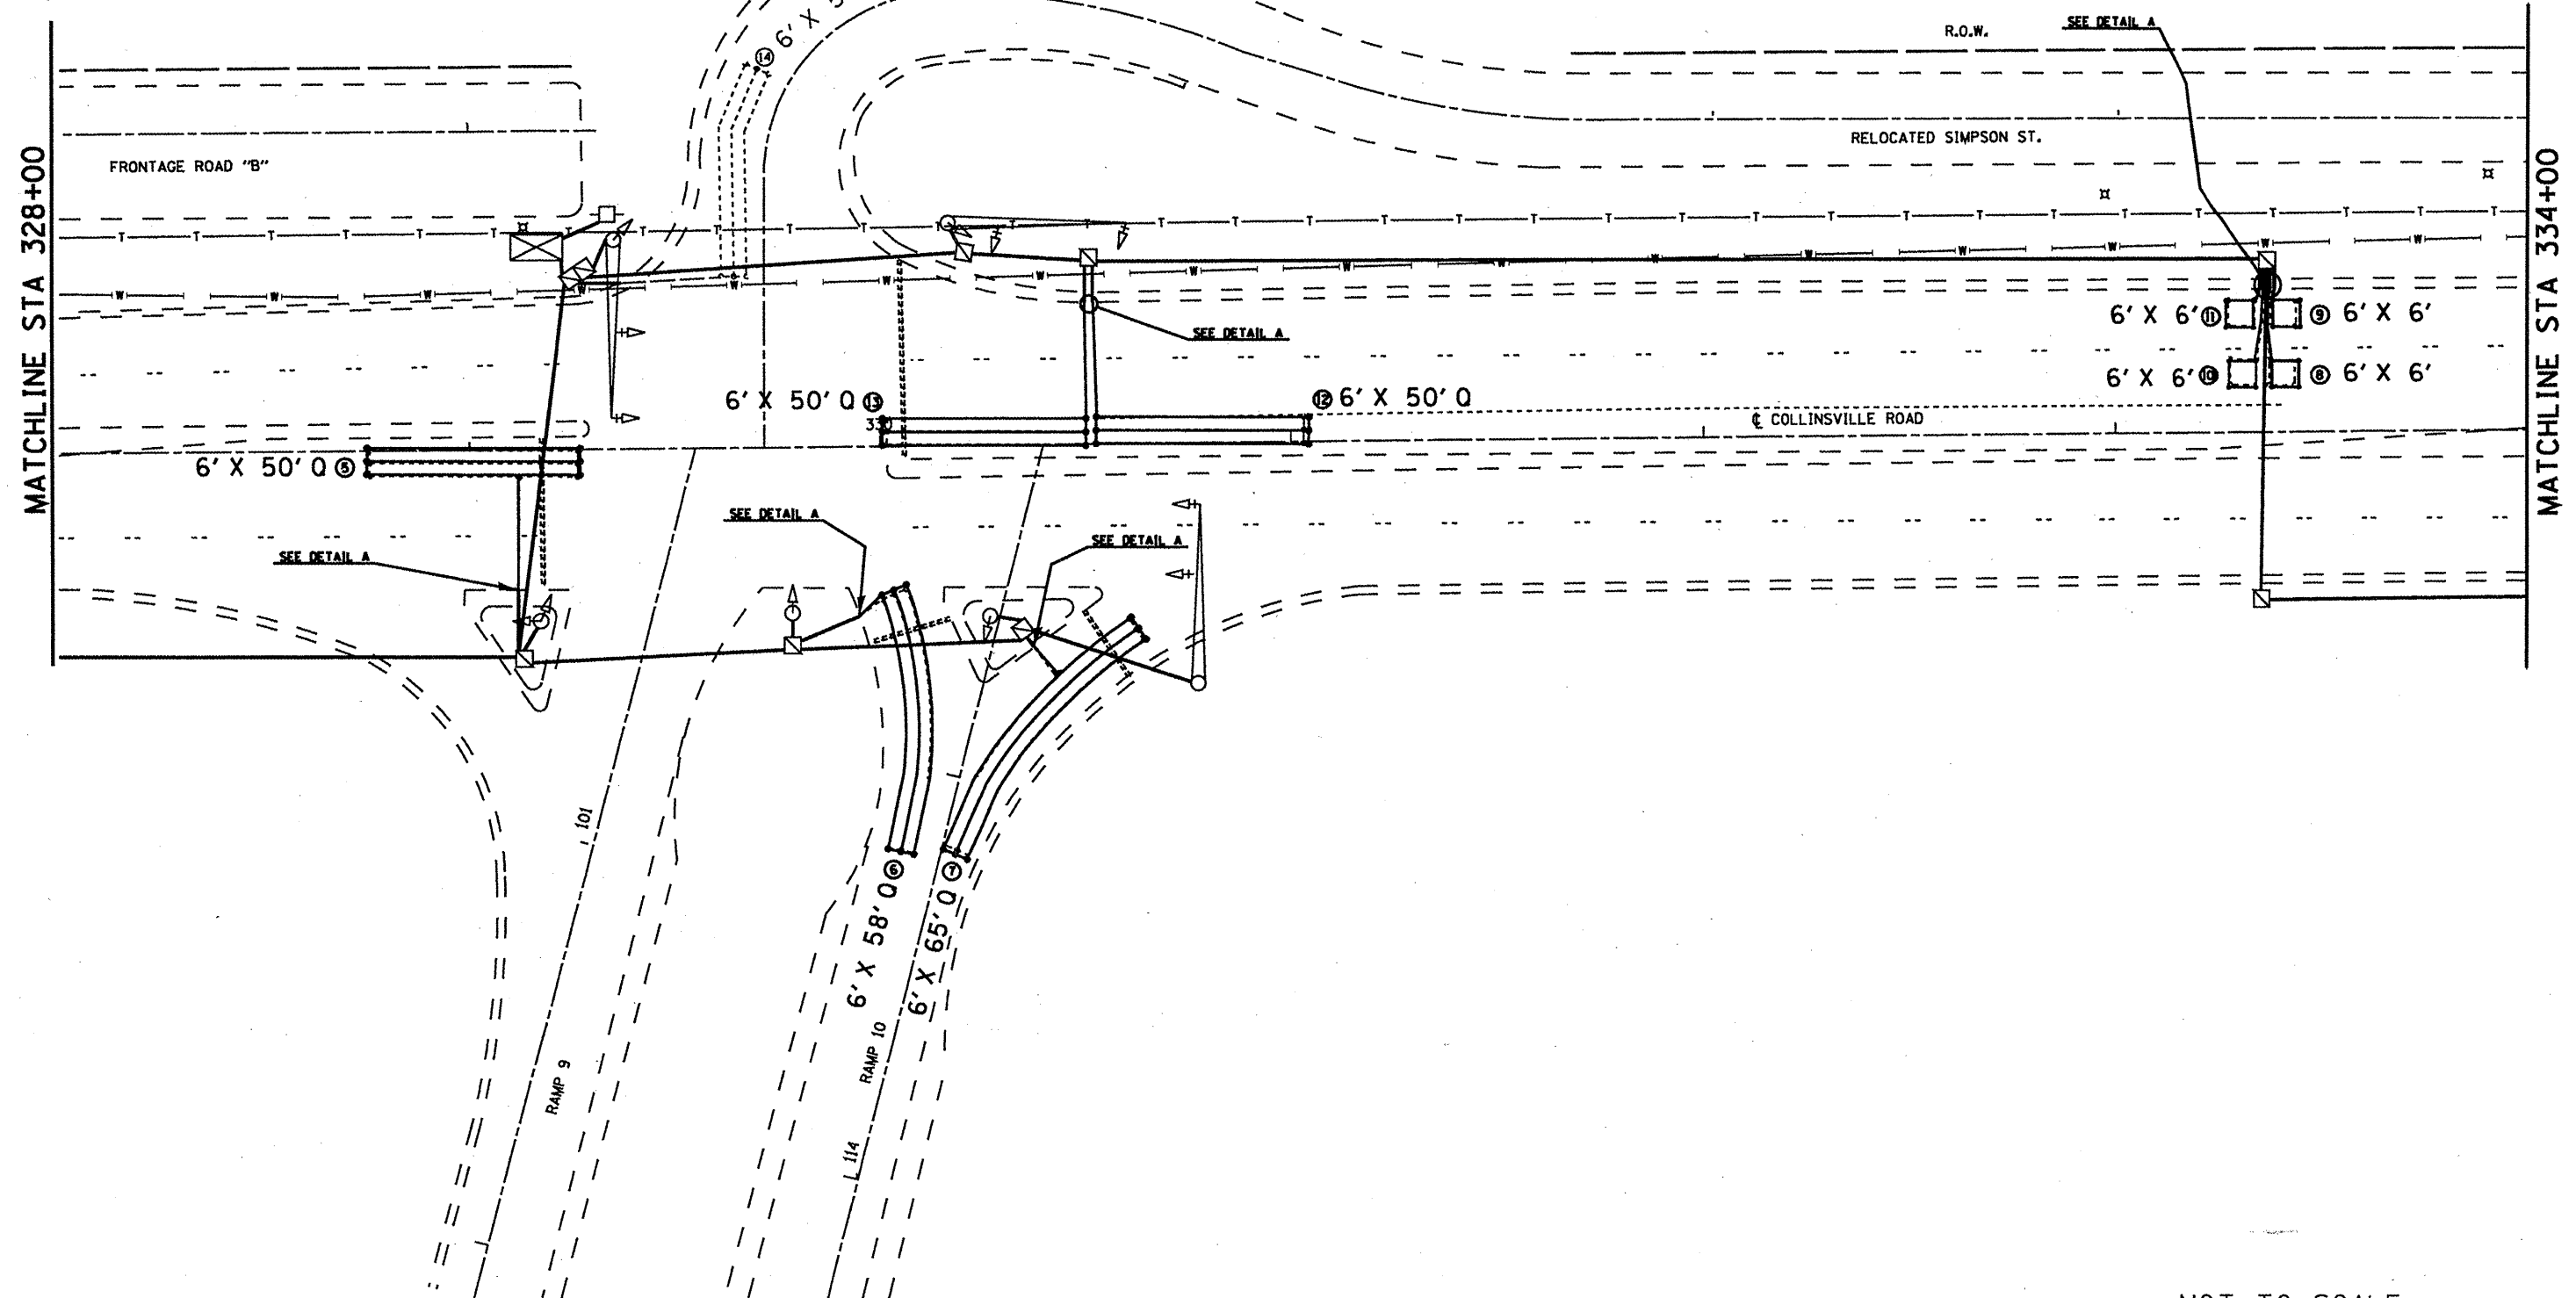 6' X 5
14
SEE DETAIL A
R.O.W.
RELOCATED SIMPSON ST.
FRONTAGE ROAD "B"
MATCHLINE STA 328+00
MATCHLINE STA 334+00
T T T T T T T T T T T T T T T T T T T T T T T T T T T T T T
W W W W W W W W W W W W W W W W
SEE DETAIL A
6' X 6' 11
9 6' X 6'
6' X 6' 10
8 6' X 6'
6' X 50' Q 13
12 6' X 50' Q
℄ COLLINSVILLE ROAD
6' X 50' Q 5
SEE DETAIL A
SEE DETAIL A
SEE DETAIL A
101
6' X 58' Q 6
6' X 65' Q 7
RAMP 9
RAMP 10
114